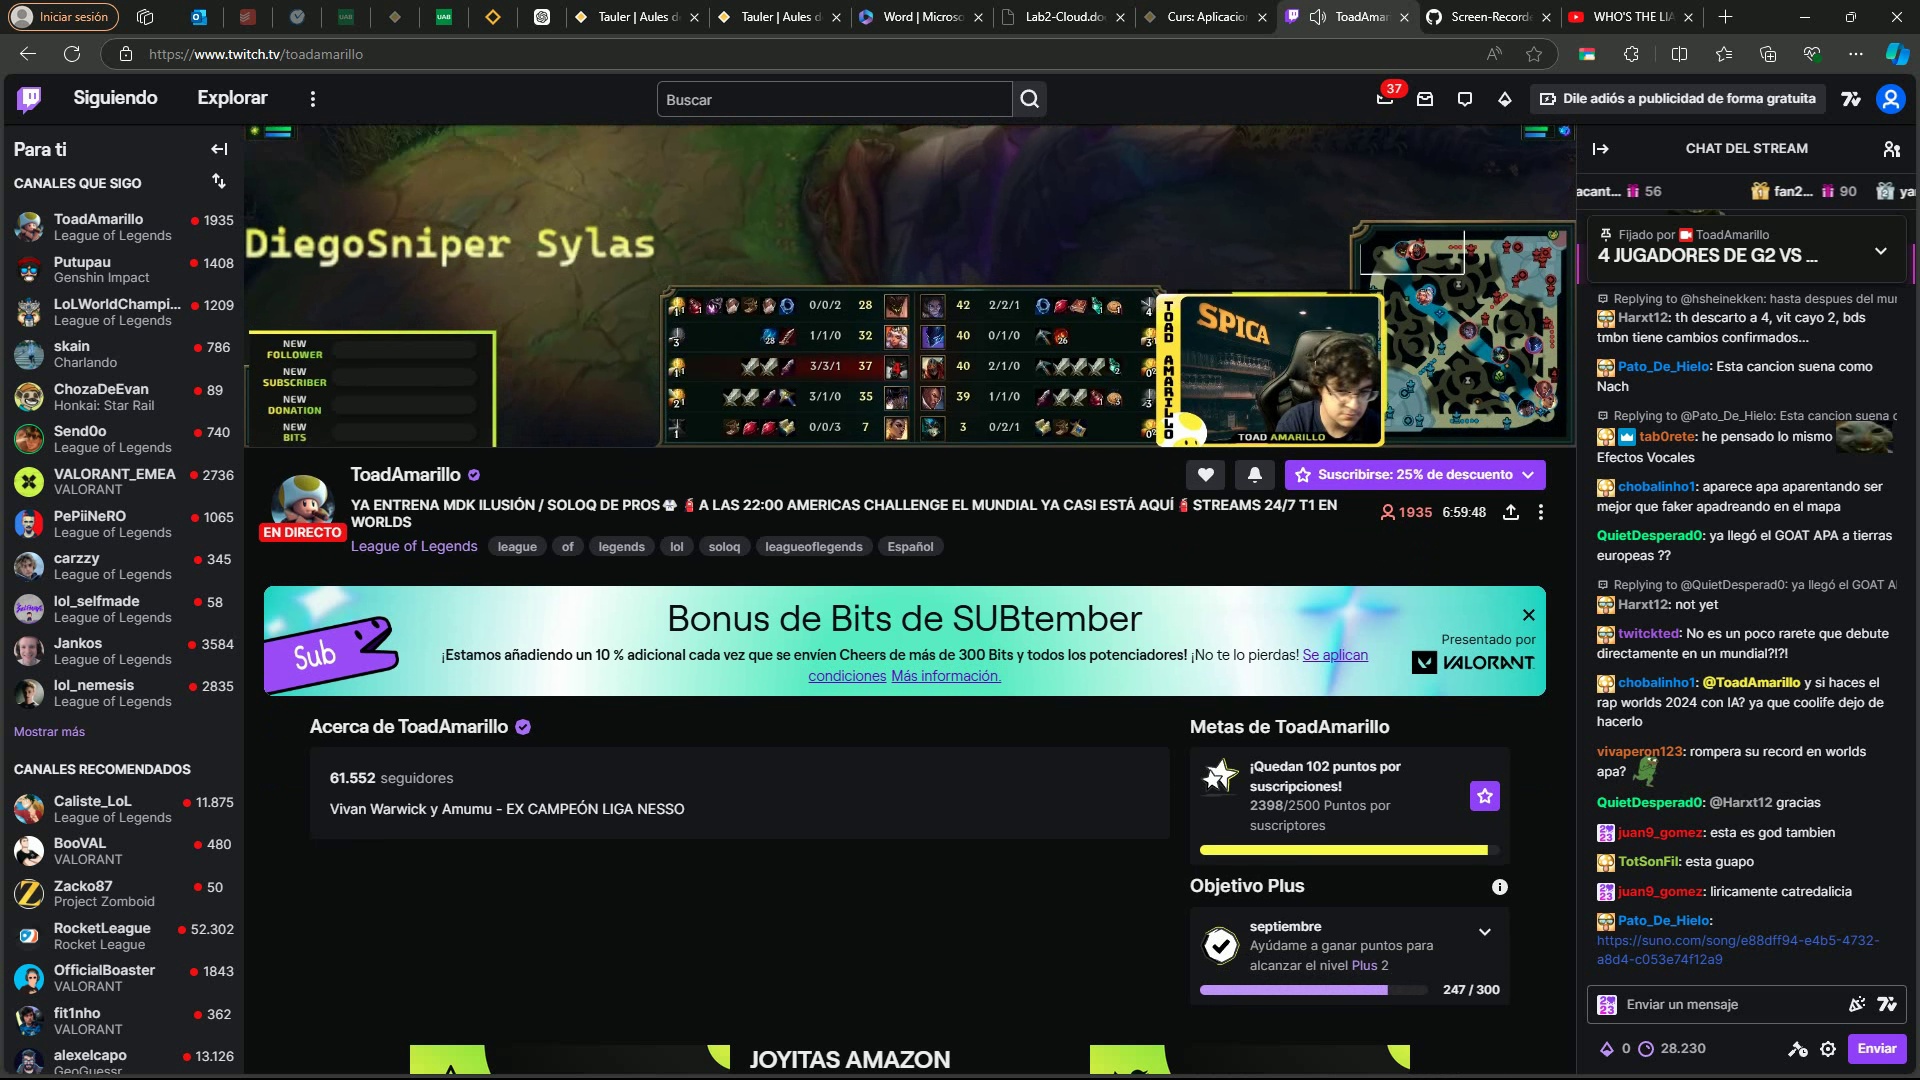 Iniciar sesión
Tauler | Aules d
Tauler | Aules d
Word | Microso
Lab2-Cloud.do
Curs: Aplicacio
ToadAmar
Screen-Recorde
WHO'S THE LIA
https://www.twitch.tv/toadamarillo
Siguiendo
Explorar
Buscar
37
Dile adiós a publicidad de forma gratuita
Para ti
CANALES QUE SIGO
ToadAmarillo
1935
League of Legends
Putupau
1408
Genshin Impact
LoLWorldChampi...
1209
League of Legends
skain
786
Charlando
ChozaDeEvan
89
Honkai: Star Rail
Send0o
740
League of Legends
VALORANT_EMEA
2736
VALORANT
PePiiNeRO
1065
League of Legends
carzzy
345
League of Legends
lol_selfmade
58
League of Legends
Jankos
3584
League of Legends
lol_nemesis
2835
League of Legends
Mostrar más
CANALES RECOMENDADOS
Caliste_LoL
11.875
League of Legends
BooVAL
480
VALORANT
Zacko87
50
Project Zomboid
RocketLeague
52.302
Rocket League
OfficialBoaster
1843
VALORANT
fit1nho
362
VALORANT
alexelcapo
13.126
GeoGuessr
DiegoSniper Sylas
NEW FOLLOWER
NEW SUBSCRIBER
NEW DONATION
NEW BITS
0/0/2 28 42 2/2/1
1/1/0 32 40 0/1/0
3/3/1 37 40 2/1/0
3/1/0 35 39 1/1/0
0/0/3 7 3 0/2/1
SPICA
TOAD AMARILLO
TOAD AMARILLO
ToadAmarillo
EN DIRECTO
Suscribirse: 25% de descuento
YA ENTRENA MDK ILUSIÓN / SOLOQ DE PROS A LAS 22:00 AMERICAS CHALLENGE EL MUNDIAL YA CASI ESTÁ AQUÍ STREAMS 24/7 T1 EN
WORLDS
1935 6:59:48
League of Legends league of legends lol soloq leagueoflegends Español
Sub
Bonus de Bits de SUBtember
¡Estamos añadiendo un 10 % adicional cada vez que se envíen Cheers de más de 300 Bits y todos los potenciadores! ¡No te lo pierdas! Se aplican
condiciones Más información.
Presentado por
VALORANT
Acerca de ToadAmarillo
61.552 seguidores
Vivan Warwick y Amumu - EX CAMPEÓN LIGA NESSO
Metas de ToadAmarillo
¡Quedan 102 puntos por
suscripciones!
2398/2500 Puntos por
suscriptores
Objetivo Plus
septiembre
Ayúdame a ganar puntos para
alcanzar el nivel Plus 2
247 / 300
JOYITAS AMAZON
CHAT DEL STREAM
acant... 56 fan2... 90 ya
Fijado por ToadAmarillo
4 JUGADORES DE G2 VS ...
Replying to @hsheinekken: hasta despues del mur
Harxt12: th descarto a 4, vit cayo 2, bds
tmbn tiene cambios confirmados...
Pato_De_Hielo: Esta cancion suena como
Nach
Replying to @Pato_De_Hielo: Esta cancion suena c
tab0rete: he pensado lo mismo
Efectos Vocales
chobalinho1: aparece apa aparentando ser
mejor que faker apadreando en el mapa
QuietDesperad0: ya llegó el GOAT APA a tierras
europeas ??
Replying to @QuietDesperad0: ya llegó el GOAT A
Harxt12: not yet
twitckted: No es un poco rarete que debute
directamente en un mundial?!?!
chobalinho1: @ToadAmarillo y si haces el
rap worlds 2024 con IA? ya que coolife dejo de
hacerlo
vivaperon123: rompera su record en worlds
apa?
QuietDesperad0: @Harxt12 gracias
juan9_gomez: esta es god tambien
TotSonFil: esta guapo
juan9_gomez: liricamente catredalicia
Pato_De_Hielo:
https://suno.com/song/e88dff94-e4b5-4732-
a8d4-c053e74f12a9
Enviar un mensaje
0 28.230
Enviar